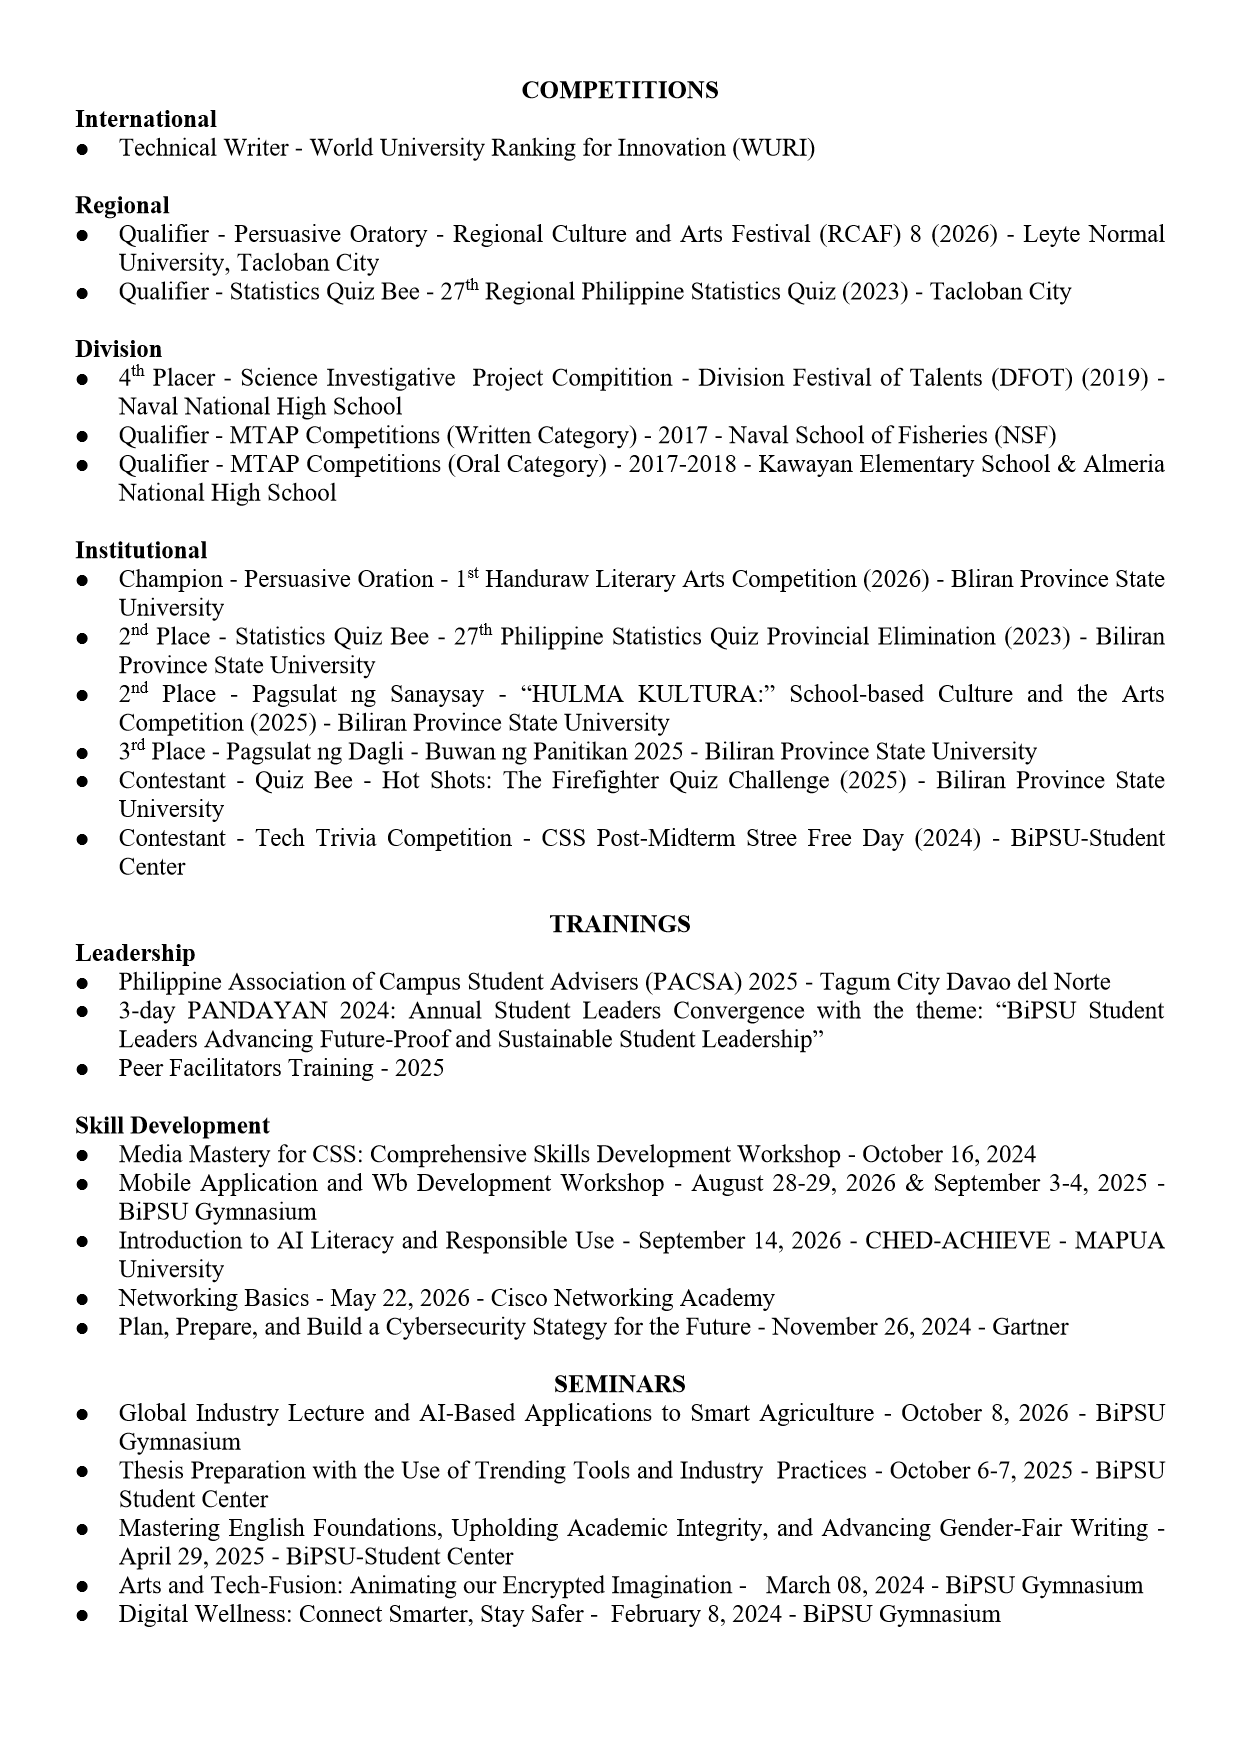 COMPETITIONS
International
● Technical Writer - World University Ranking for Innovation (WURI)
Regional
● Qualifier - Persuasive Oratory - Regional Culture and Arts Festival (RCAF) 8 (2026) - Leyte Normal
University, Tacloban City
● Qualifier - Statistics Quiz Bee - 27th Regional Philippine Statistics Quiz (2023) - Tacloban City
Division
● 4th Placer - Science Investigative  Project Compitition - Division Festival of Talents (DFOT) (2019) -
Naval National High School
● Qualifier - MTAP Competitions (Written Category) - 2017 - Naval School of Fisheries (NSF)
● Qualifier - MTAP Competitions (Oral Category) - 2017-2018 - Kawayan Elementary School & Almeria
National High School
Institutional
● Champion - Persuasive Oration - 1st Handuraw Literary Arts Competition (2026) - Bliran Province State
University
● 2nd Place - Statistics Quiz Bee - 27th Philippine Statistics Quiz Provincial Elimination (2023) - Biliran
Province State University
● 2nd Place - Pagsulat ng Sanaysay - “HULMA KULTURA:” School-based Culture and the Arts
Competition (2025) - Biliran Province State University
● 3rd Place - Pagsulat ng Dagli - Buwan ng Panitikan 2025 - Biliran Province State University
● Contestant - Quiz Bee - Hot Shots: The Firefighter Quiz Challenge (2025) - Biliran Province State
University
● Contestant - Tech Trivia Competition - CSS Post-Midterm Stree Free Day (2024) - BiPSU-Student
Center
TRAININGS
Leadership
● Philippine Association of Campus Student Advisers (PACSA) 2025 - Tagum City Davao del Norte
● 3-day PANDAYAN 2024: Annual Student Leaders Convergence with the theme: “BiPSU Student
Leaders Advancing Future-Proof and Sustainable Student Leadership”
● Peer Facilitators Training - 2025
Skill Development
● Media Mastery for CSS: Comprehensive Skills Development Workshop - October 16, 2024
● Mobile Application and Wb Development Workshop - August 28-29, 2026 & September 3-4, 2025 -
BiPSU Gymnasium
● Introduction to AI Literacy and Responsible Use - September 14, 2026 - CHED-ACHIEVE - MAPUA
University
● Networking Basics - May 22, 2026 - Cisco Networking Academy
● Plan, Prepare, and Build a Cybersecurity Stategy for the Future - November 26, 2024 - Gartner
SEMINARS
● Global Industry Lecture and AI-Based Applications to Smart Agriculture - October 8, 2026 - BiPSU
Gymnasium
● Thesis Preparation with the Use of Trending Tools and Industry  Practices - October 6-7, 2025 - BiPSU
Student Center
● Mastering English Foundations, Upholding Academic Integrity, and Advancing Gender-Fair Writing -
April 29, 2025 - BiPSU-Student Center
● Arts and Tech-Fusion: Animating our Encrypted Imagination -   March 08, 2024 - BiPSU Gymnasium
● Digital Wellness: Connect Smarter, Stay Safer -  February 8, 2024 - BiPSU Gymnasium